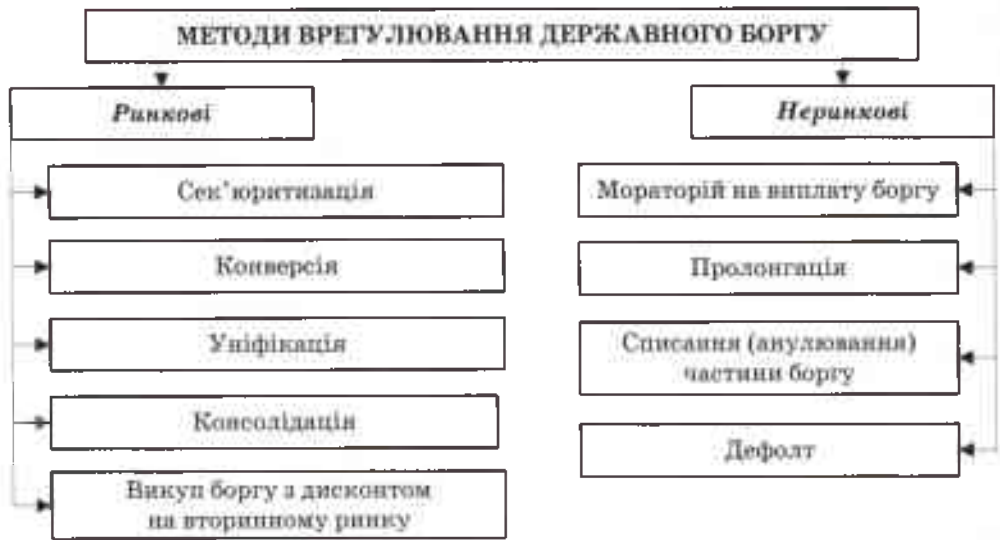 МЕТОДИ ВРЕГУЛЮВАННЯ ДЕРЖАВНОГО БОРГУ
Ринкові
Неринкові
Сек’юритизація
Конверсія
Уніфікація
Консолідація
Викуп боргу з дисконтом
на вторинному ринку
Мораторій на виплату боргу
Пролонгація
Списання (анулювання)
частини боргу
Дефолт